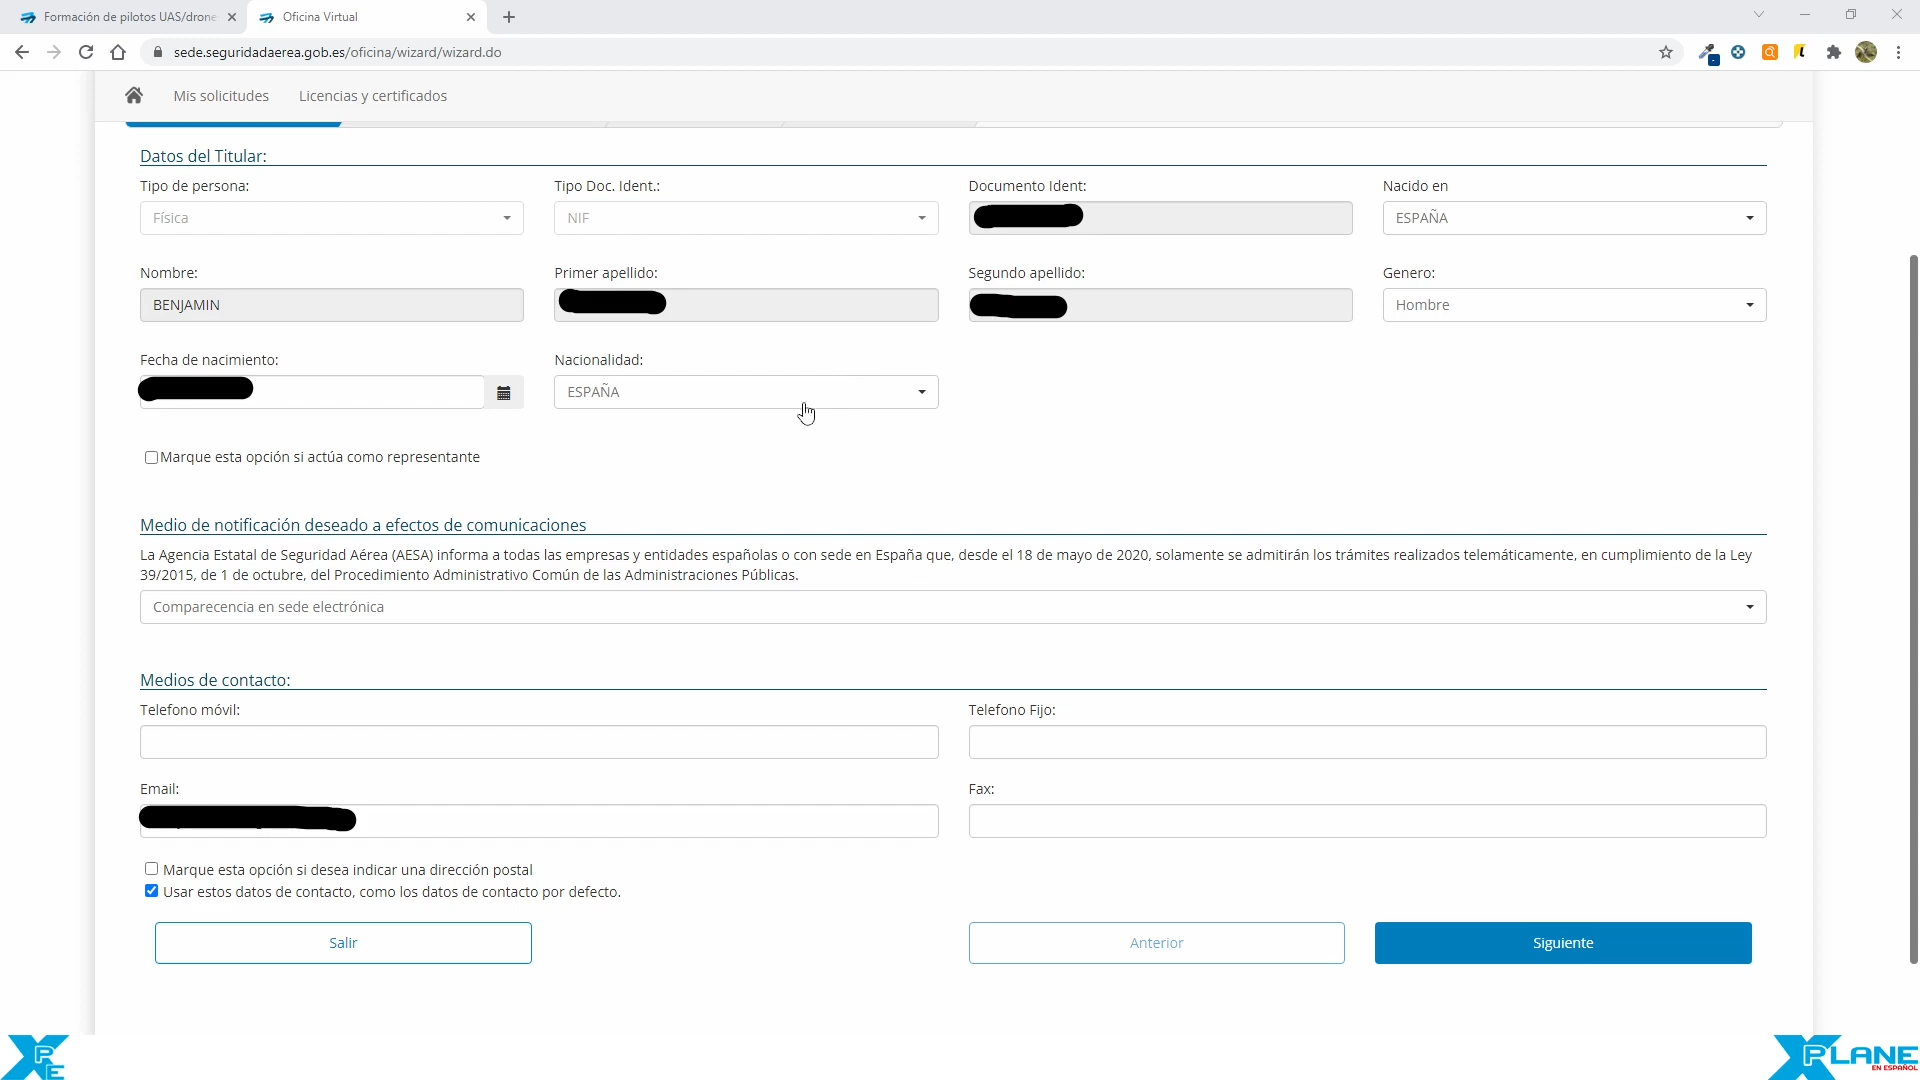 Formación de pilotos UAS/drone
Oficina Virtual
sede.seguridadaerea.gob.es/oficina/wizard/wizard.do
Mis solicitudes
Licencias y certificados
Datos del Titular:
Tipo de persona:
Tipo Doc. Ident.:
Documento Ident:
Nacido en
Física
NIF
ESPAÑA
Nombre:
Primer apellido:
Segundo apellido:
Genero:
BENJAMIN
Hombre
Fecha de nacimiento:
Nacionalidad:
ESPAÑA
Marque esta opción si actúa como representante
Medio de notificación deseado a efectos de comunicaciones
La Agencia Estatal de Seguridad Aérea (AESA) informa a todas las empresas y entidades españolas o con sede en España que, desde el 18 de mayo de 2020, solamente se admitirán los trámites realizados telemáticamente, en cumplimiento de la Ley
39/2015, de 1 de octubre, del Procedimiento Administrativo Común de las Administraciones Públicas.
Comparecencia en sede electrónica
Medios de contacto:
Telefono móvil:
Telefono Fijo:
Email:
Fax:
Marque esta opción si desea indicar una dirección postal
Usar estos datos de contacto, como los datos de contacto por defecto.
Salir
Anterior
Siguiente
XPE
XPLANE
EN ESPAÑOL